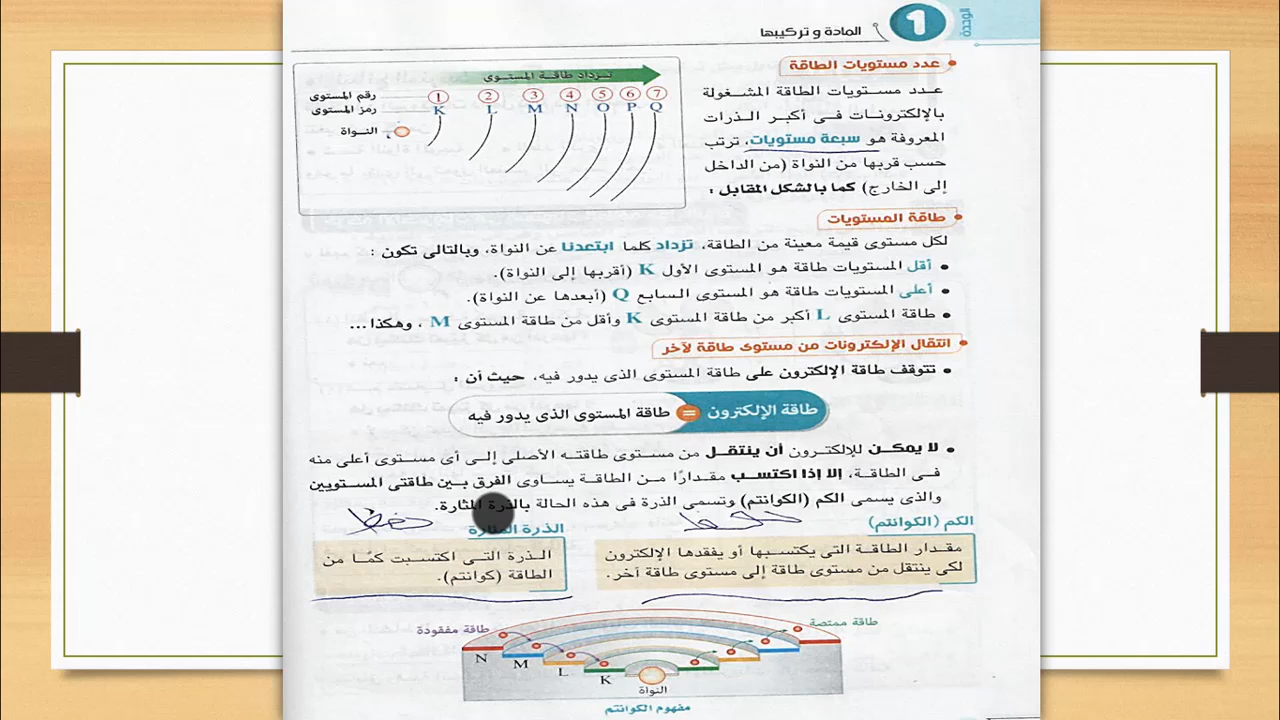 الوحدة
1
المادة وتركيبها
عدد مستويات الطاقة
عدد مستويات الطاقة المشغولة
بالإلكترونات فى أكبر الذرات
المعروفة هو سبعة مستويات، ترتب
حسب قربها من النواة (من الداخل
إلى الخارج) كما بالشكل المقابل :
تزداد طاقة المستوى
رقم المستوى 1 2 3 4 5 6 7
رمز المستوى K L M N O P Q
النواة
طاقة المستويات
لكل مستوى قيمة معينة من الطاقة، تزداد كلما ابتعدنا عن النواة، وبالتالى تكون :
• أقل المستويات طاقة هو المستوى الأول K (أقربها إلى النواة).
• أعلى المستويات طاقة هو المستوى السابع Q (أبعدها عن النواة).
• طاقة المستوى L أكبر من طاقة المستوى K وأقل من طاقة المستوى M ، وهكذا ...
انتقال الإلكترونات من مستوى طاقة لآخر
• تتوقف طاقة الإلكترون على طاقة المستوى الذى يدور فيه، حيث أن :
طاقة الإلكترون = طاقة المستوى الذى يدور فيه
• لا يمكن للإلكترون أن ينتقل من مستوى طاقته الأصلى إلى أى مستوى أعلى منه
فى الطاقة، إلا إذا اكتسب مقدارًا من الطاقة يساوى الفرق بين طاقتى المستويين
والذى يسمى الكم (الكوانتم) وتسمى الذرة فى هذه الحالة بالذرة المثارة.
الكم (الكوانتم)
مقدار الطاقة التى يكتسبها أو يفقدها الإلكترون
لكى ينتقل من مستوى طاقة إلى مستوى طاقة آخر.
حفظ
الذرة المثارة
الذرة التى اكتسبت كمًا من
الطاقة (كوانتم).
طاقة مفقودة
طاقة ممتصة
N M L K
النواة
مفهوم الكوانتم